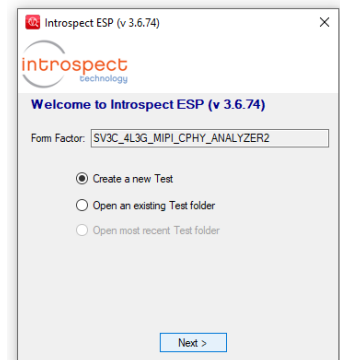 Introspect ESP (v 3.6.74)
introspect
technology
Welcome to Introspect ESP (v 3.6.74)
Form Factor: SV3C_4L3G_MIPI_CPHY_ANALYZER2
Create a new Test
Open an existing Test folder
Open most recent Test folder
Next >